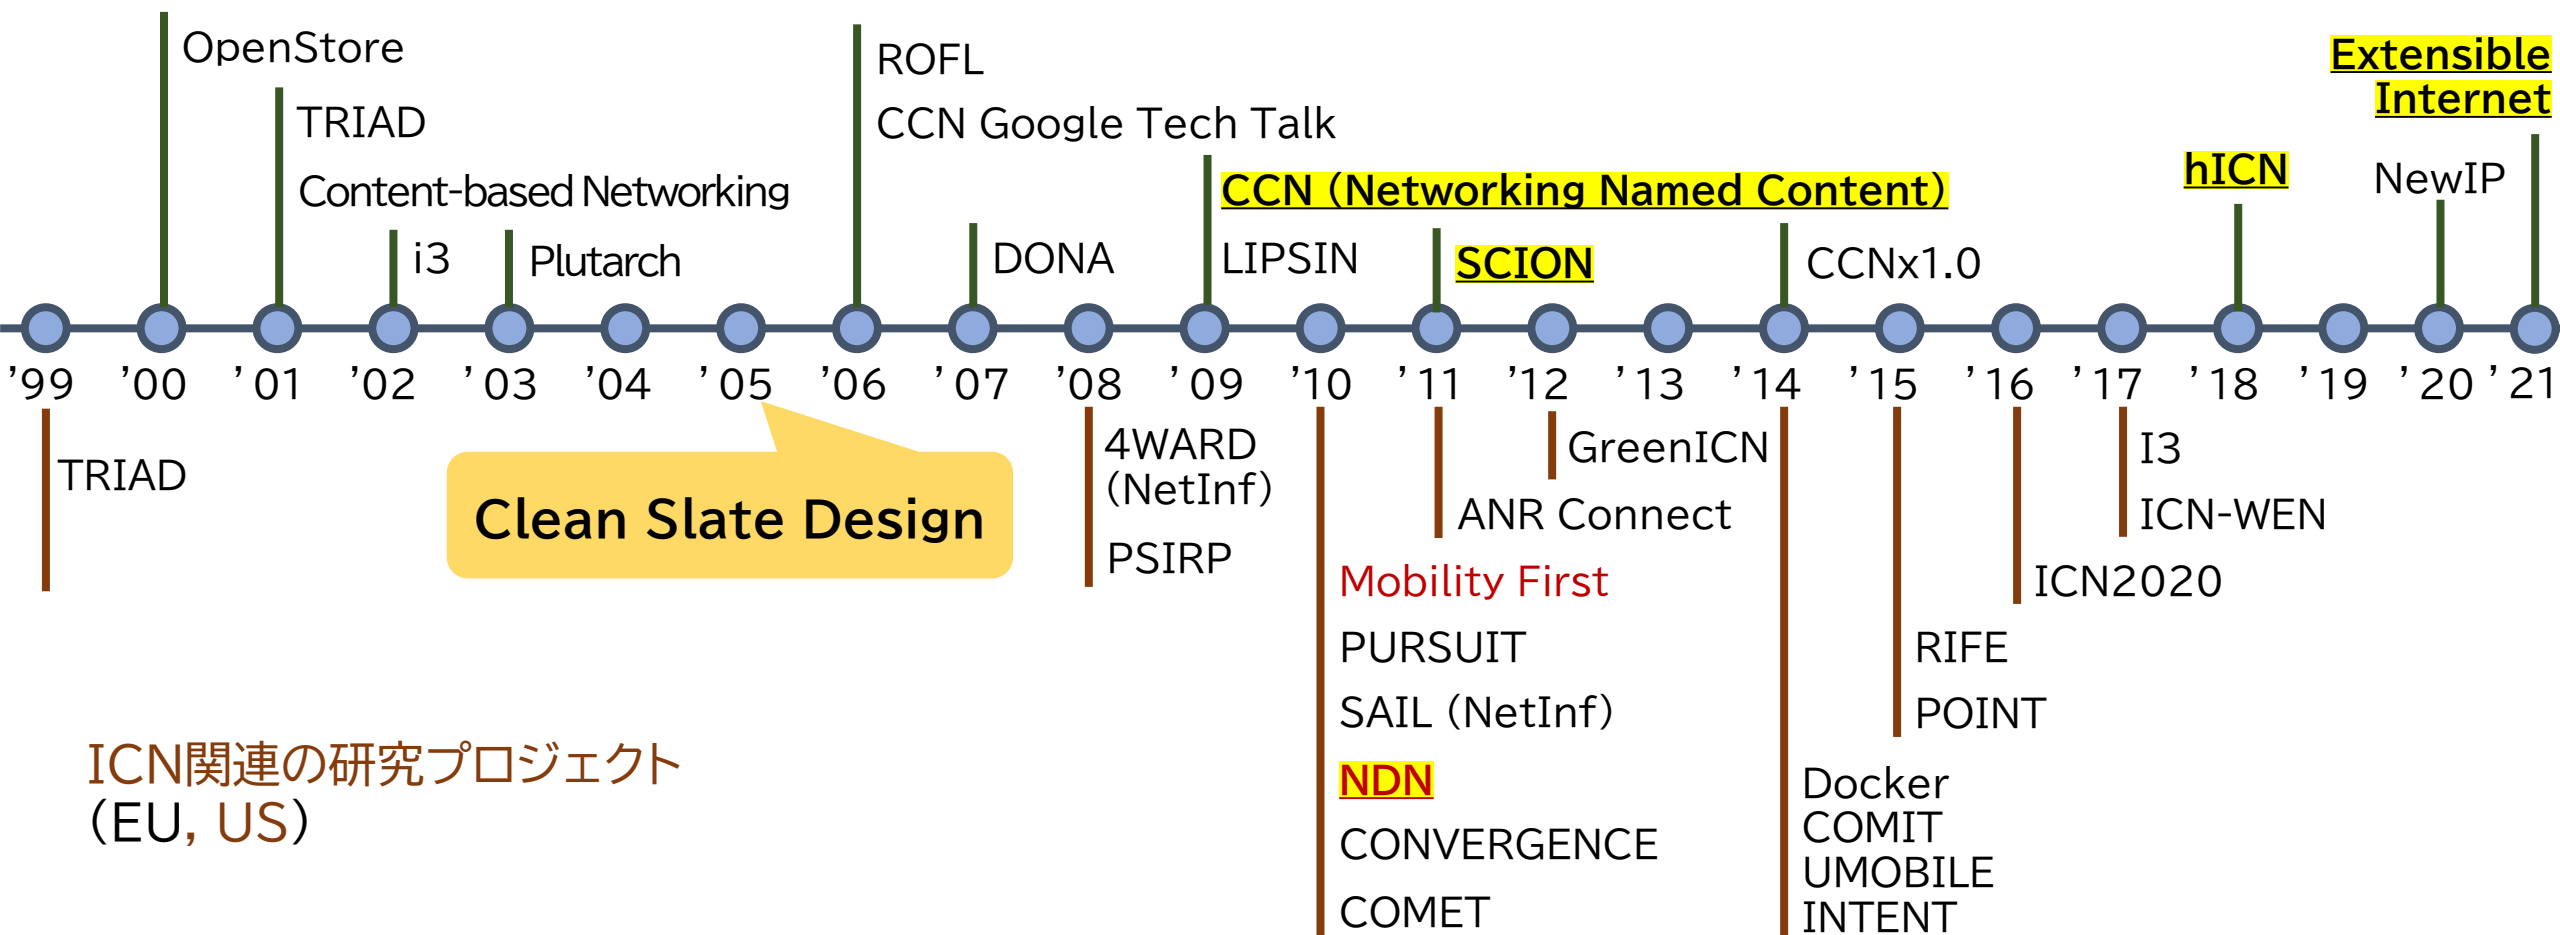 OpenStore
TRIAD
Content-based Networking
i3
Plutarch
ROFL
CCN Google Tech Talk
DONA
CCN (Networking Named Content)
LIPSIN
SCION
CCNx1.0
hICN
NewIP
Extensible
Internet
'99 '00 '01 '02 '03 '04 '05 '06 '07 '08 '09 '10 '11 '12 '13 '14 '15 '16 '17 '18 '19 '20 '21
TRIAD
Clean Slate Design
4WARD
(NetInf)
PSIRP
Mobility First
PURSUIT
SAIL (NetInf)
NDN
CONVERGENCE
COMET
ANR Connect
GreenICN
Docker
COMIT
UMOBILE
INTENT
RIFE
POINT
ICN2020
I3
ICN-WEN
ICN関連の研究プロジェクト
(EU, US)